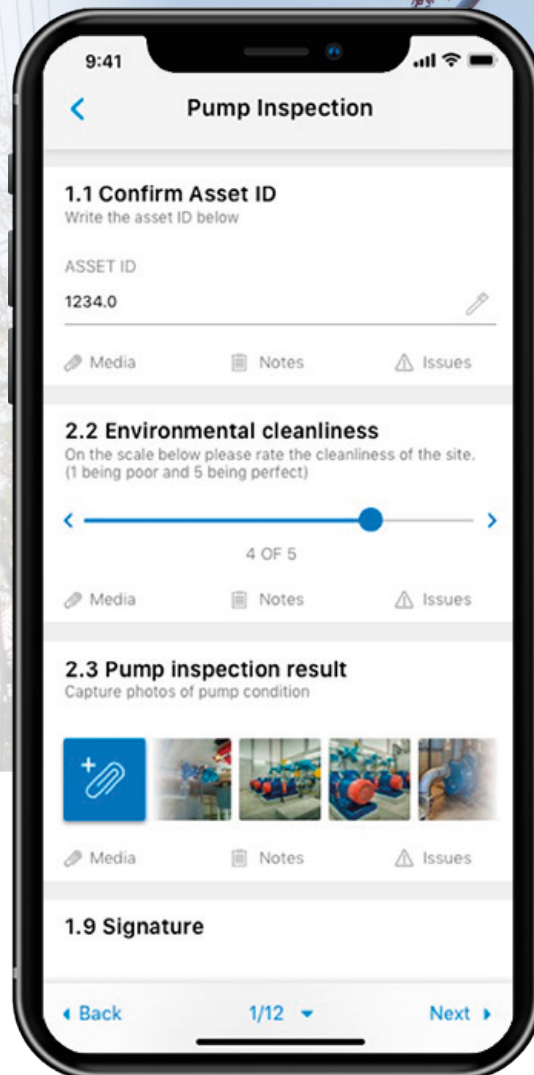 9:41
Pump Inspection
1.1 Confirm Asset ID
Write the asset ID below
ASSET ID
1234.0
Media Notes Issues
2.2 Environmental cleanliness
On the scale below please rate the cleanliness of the site.
(1 being poor and 5 being perfect)
4 OF 5
Media Notes Issues
2.3 Pump inspection result
Capture photos of pump condition
Media Notes Issues
1.9 Signature
Back 1/12 Next